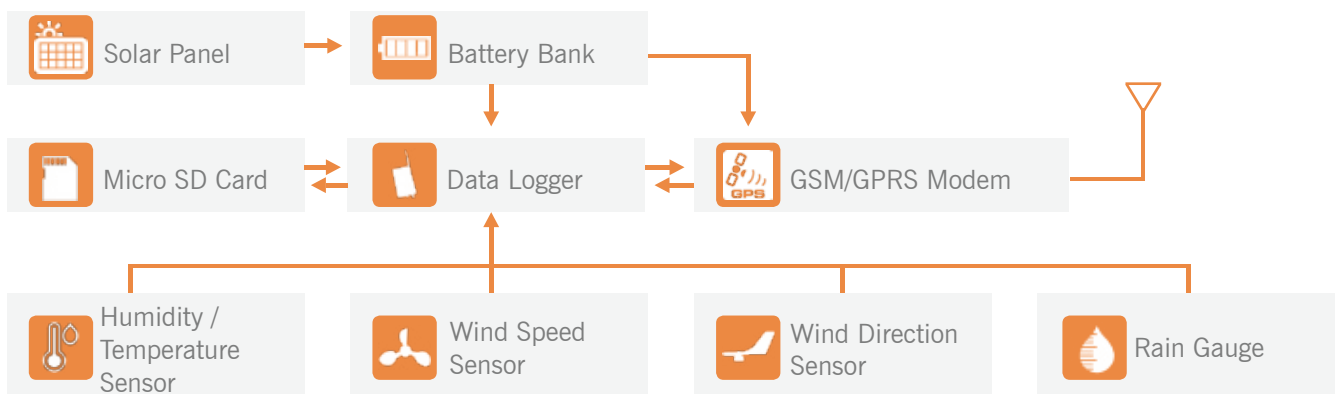 Solar Panel
Battery Bank
Micro SD Card
Data Logger
GPS
GSM/GPRS Modem
Humidity /
Temperature
Sensor
Wind Speed
Sensor
Wind Direction
Sensor
Rain Gauge